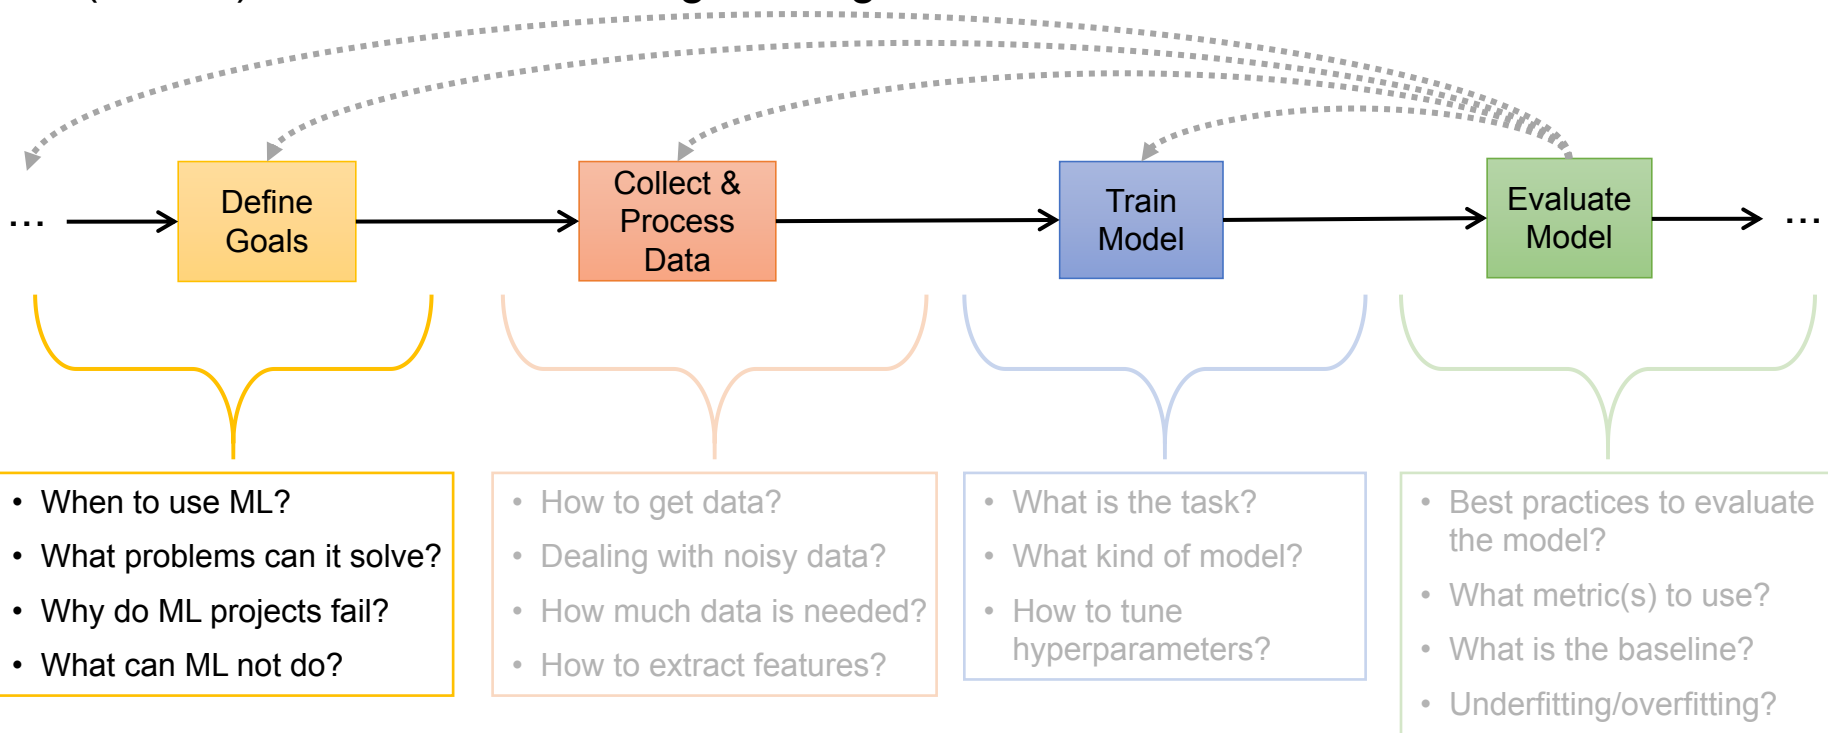 ...
Define
Goals
Collect &
Process
Data
Train
Model
Evaluate
Model
...
• When to use ML?
• What problems can it solve?
• Why do ML projects fail?
• What can ML not do?
• How to get data?
• Dealing with noisy data?
• How much data is needed?
• How to extract features?
• What is the task?
• What kind of model?
• How to tune
hyperparameters?
• Best practices to evaluate
the model?
• What metric(s) to use?
• What is the baseline?
• Underfitting/overfitting?